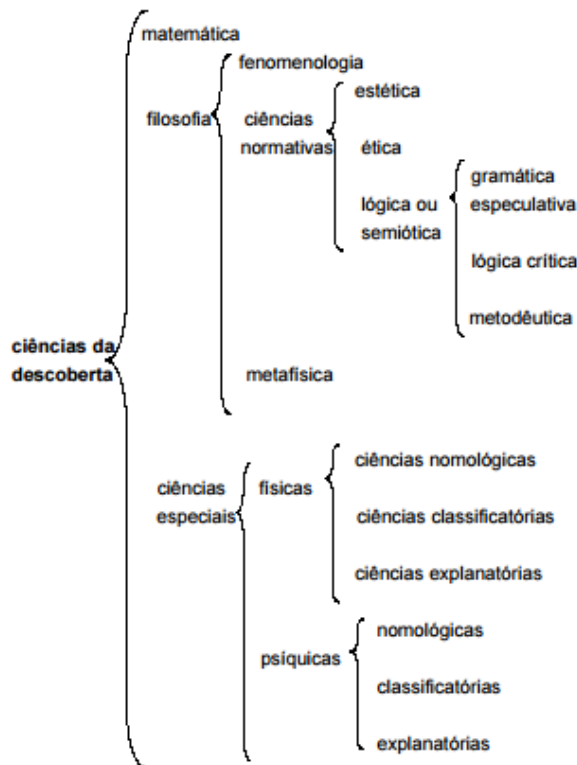 matemática
fenomenologia
estética
filosofia
ciências
normativas
ética
gramática
especulativa
lógica ou
semiótica
lógica crítica
metodêutica
ciências da
descoberta
metafísica
ciências nomológicas
ciências
especiais
físicas
ciências classificatórias
ciências explanatórias
nomológicas
psíquicas
classificatórias
explanatórias